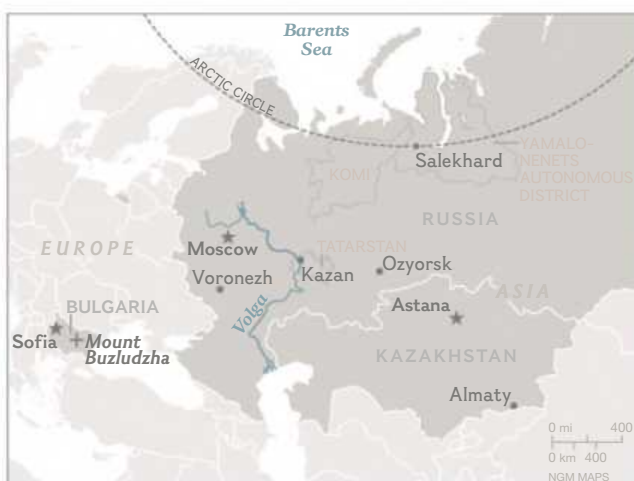 Barents
Sea
ARCTIC CIRCLE
Salekhard
YAMALO-
NENETS
AUTONOMOUS
DISTRICT
KOMI
RUSSIA
EUROPE
Moscow
TATARSTAN
Voronezh
Kazan
Ozyorsk
ASIA
Volga
Astana
BULGARIA
Sofia
Mount
Buzludzha
KAZAKHSTAN
Almaty
0 mi 400
0 km 400
NGM MAPS